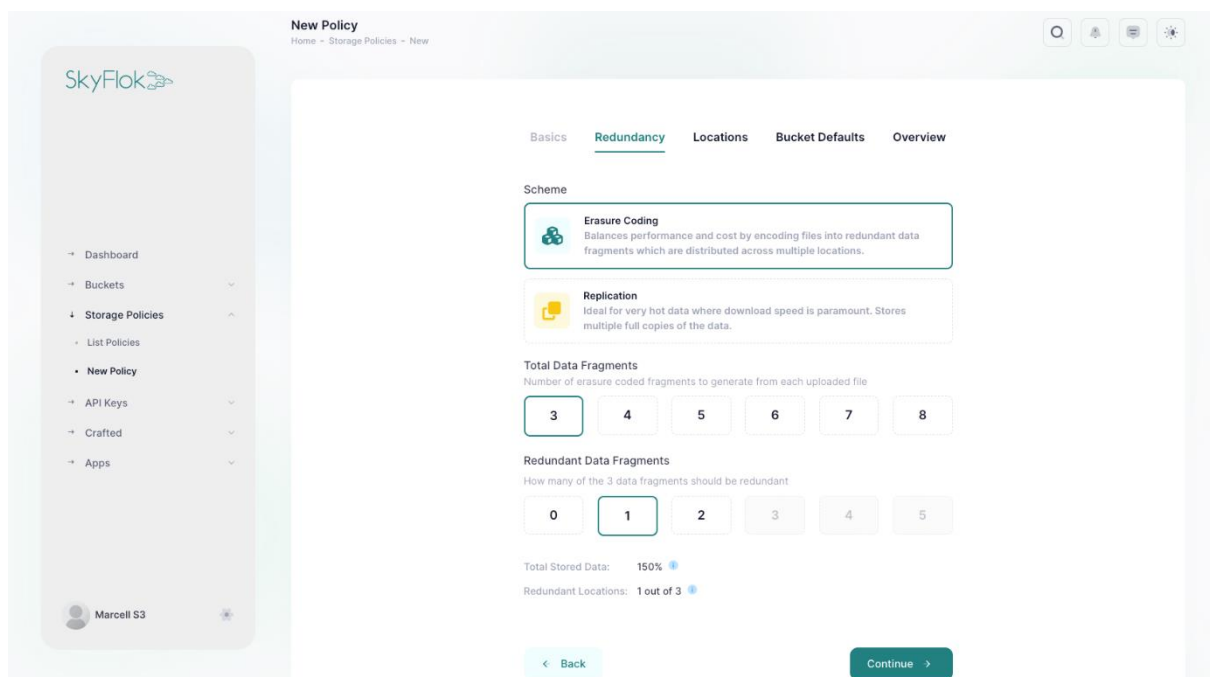 New Policy
Home - Storage Policies - New
SkyFlok
Dashboard
Buckets
Storage Policies
List Policies
New Policy
API Keys
Crafted
Apps
Marcell S3
Basics Redundancy Locations Bucket Defaults Overview
Scheme
Erasure Coding
Balances performance and cost by encoding files into redundant data
fragments which are distributed across multiple locations.
Replication
Ideal for very hot data where download speed is paramount. Stores
multiple full copies of the data.
Total Data Fragments
Number of erasure coded fragments to generate from each uploaded file
3 4 5 6 7 8
Redundant Data Fragments
How many of the 3 data fragments should be redundant
0 1 2 3 4 5
Total Stored Data: 150%
Redundant Locations: 1 out of 3
Back
Continue